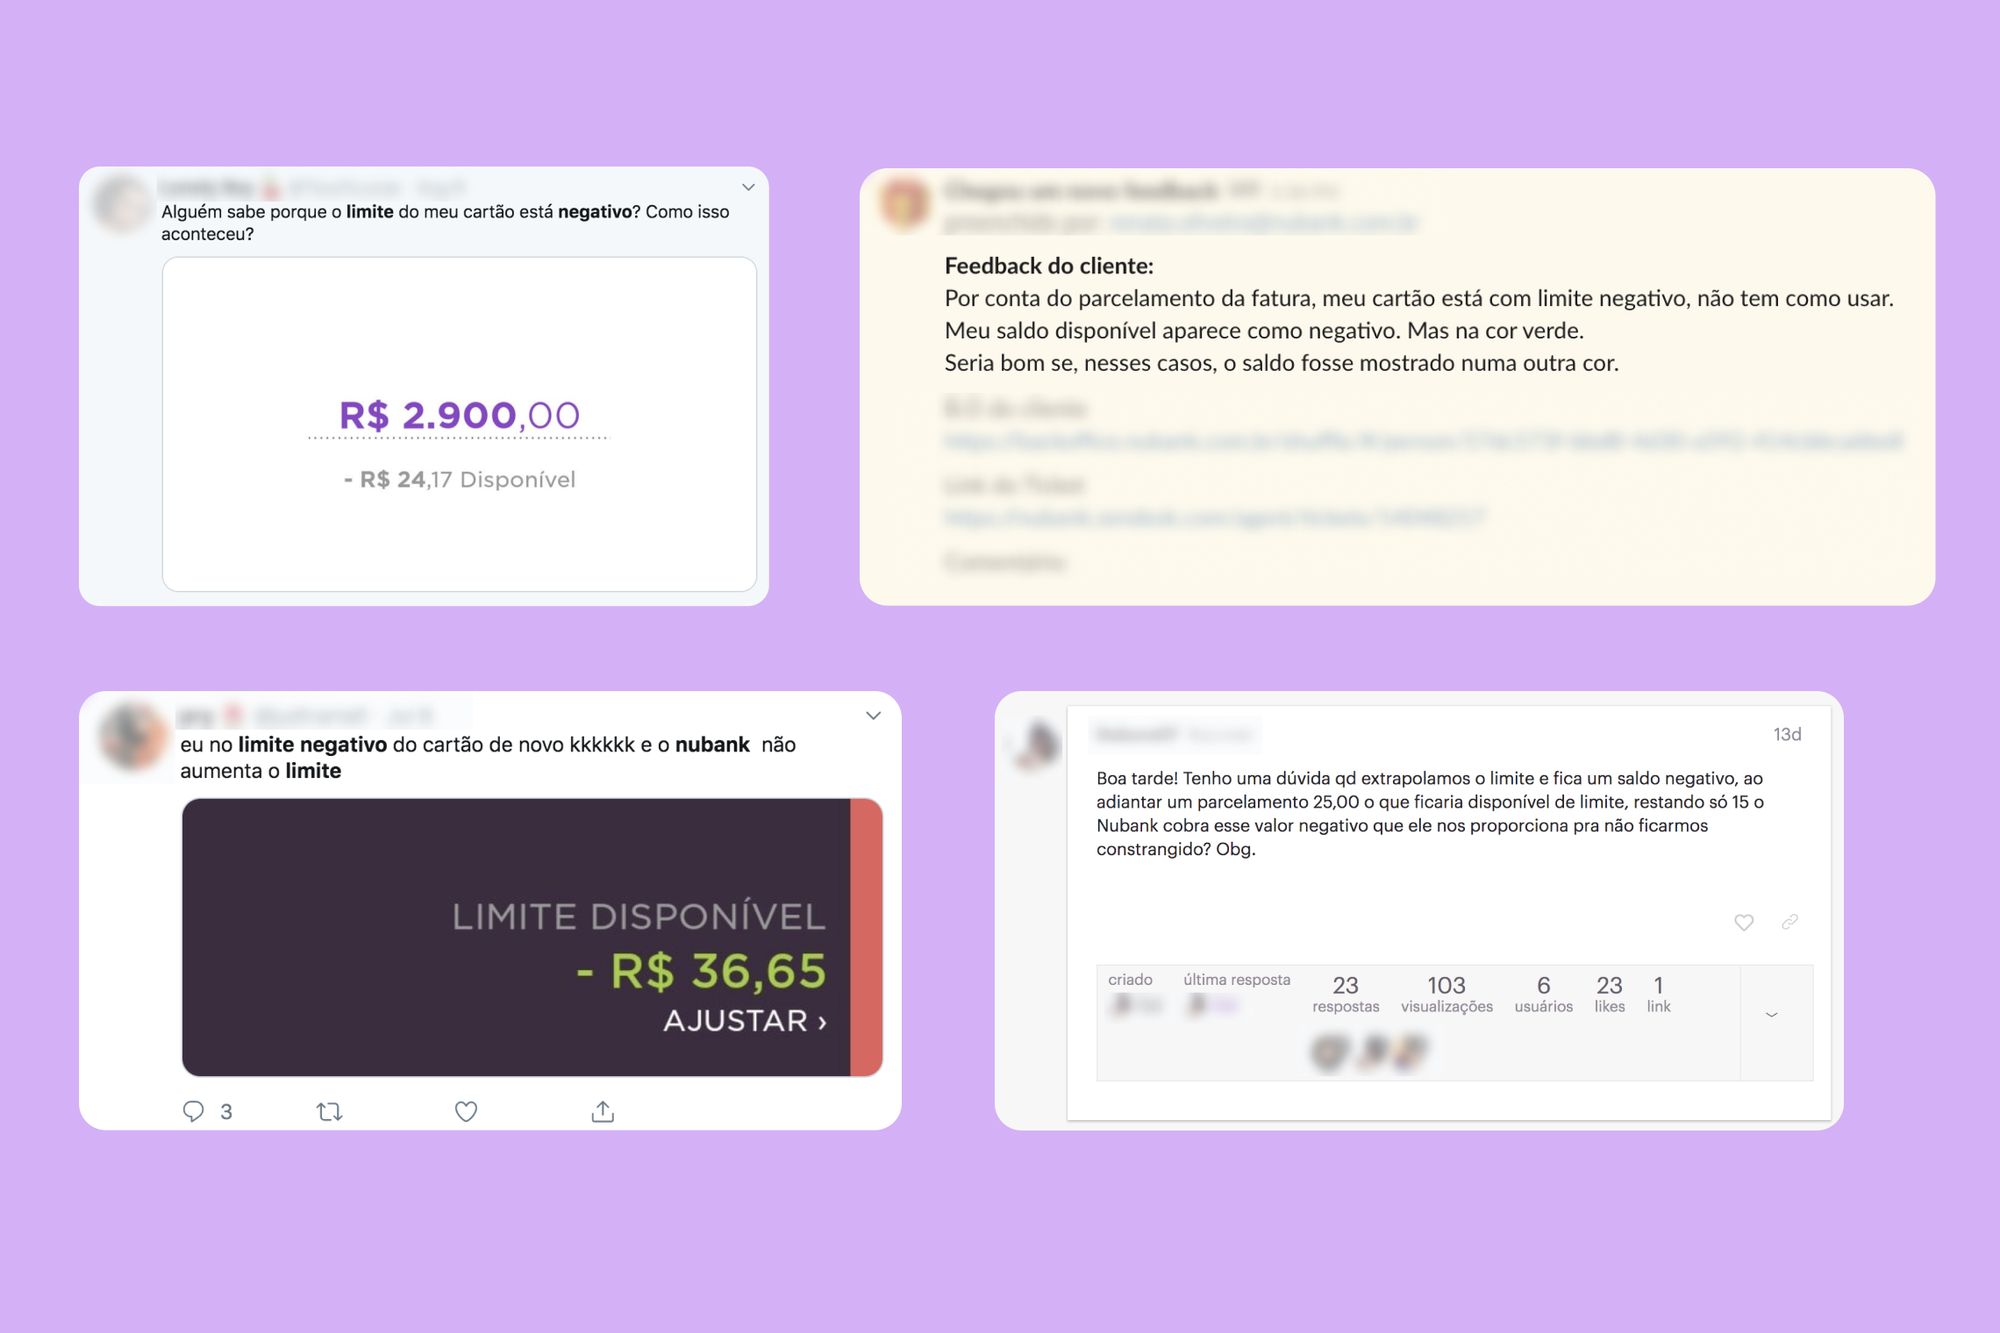 Alguém sabe porque o limite do meu cartão está negativo? Como isso
aconteceu?
R$ 2.900,00
- R$ 24,17 Disponível
Feedback do cliente:
Por conta do parcelamento da fatura, meu cartão está com limite negativo, não tem como usar.
Meu saldo disponível aparece como negativo. Mas na cor verde.
Seria bom se, nesses casos, o saldo fosse mostrado numa outra cor.
eu no limite negativo do cartão de novo kkkkkk e o nubank não
aumenta o limite
LIMITE DISPONÍVEL
- R$ 36,65
AJUSTAR ›
3
13d
Boa tarde! Tenho uma dúvida qd extrapolamos o limite e fica um saldo negativo, ao
adiantar um parcelamento 25,00 o que ficaria disponível de limite, restando só 15 o
Nubank cobra esse valor negativo que ele nos proporciona pra não ficarmos
constrangido? Obg.
criado última resposta 23 103 6 23 1
respostas visualizações usuários likes link